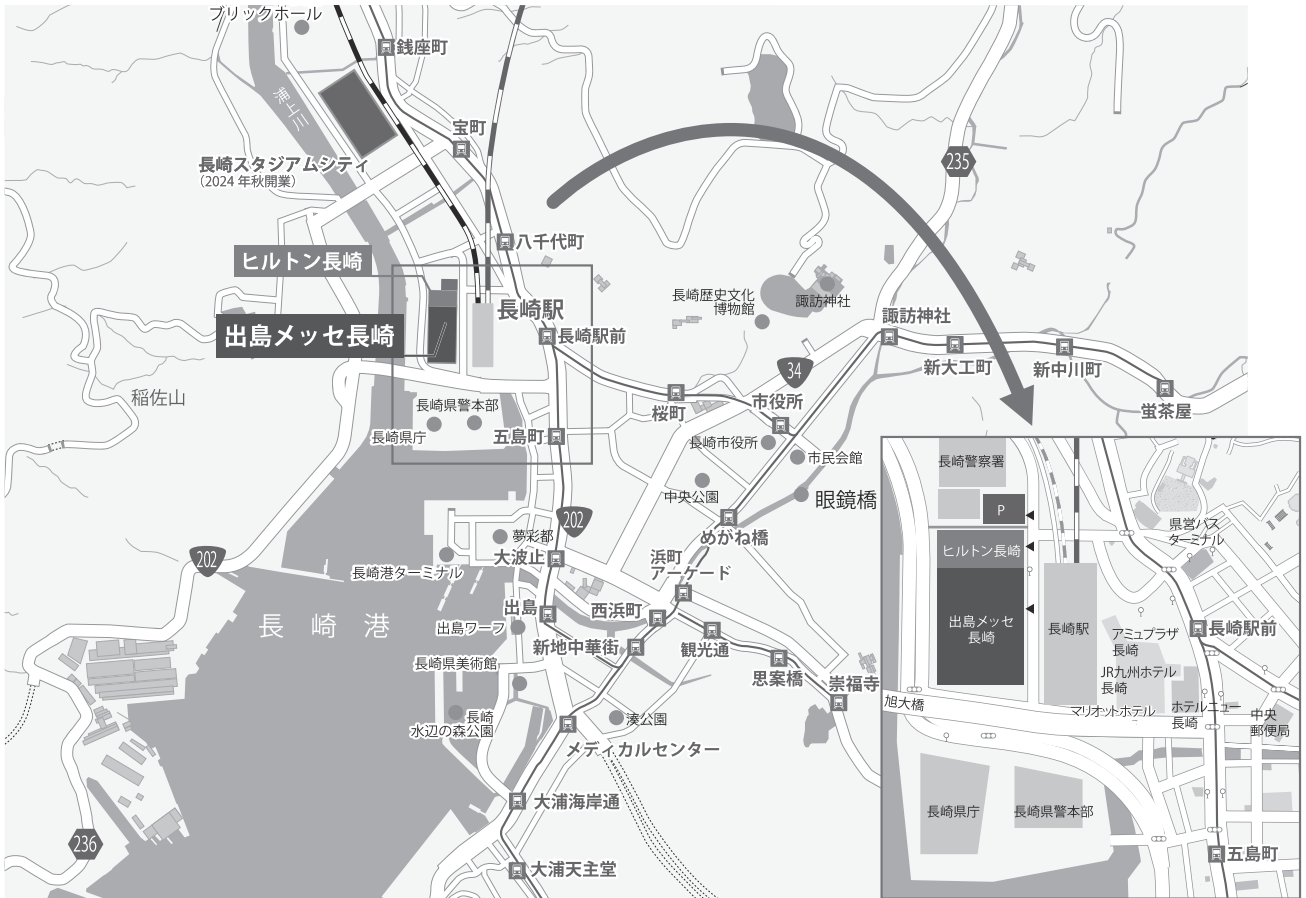 ブリックホール
銭座町
浦上川
宝町
長崎スタジアムシティ
（2024 年秋開業）
235
八千代町
ヒルトン長崎
出島メッセ長崎
長崎駅
長崎駅前
長崎歴史文化
博物館
諏訪神社
諏訪神社
新大工町
新中川町
蛍茶屋
34
桜町
市役所
稲佐山
長崎県警本部
長崎県庁
五島町
長崎市役所
市民会館
中央公園
眼鏡橋
めがね橋
202
夢彩都
大波止
202
長崎港ターミナル
浜町
アーケード
長崎港
出島
西浜町
出島ワーフ
新地中華街
観光通
長崎県美術館
思案橋
崇福寺
長崎
水辺の森公園
湊公園
メディカルセンター
大浦海岸通
236
大浦天主堂
長崎警察署
P
県営バス
ターミナル
ヒルトン長崎
出島メッセ
長崎
長崎駅
アミュプラザ
長崎
長崎駅前
JR九州ホテル
長崎
マリオットホテル
ホテルニュー
長崎
中央
郵便局
旭大橋
長崎県庁
長崎県警本部
五島町